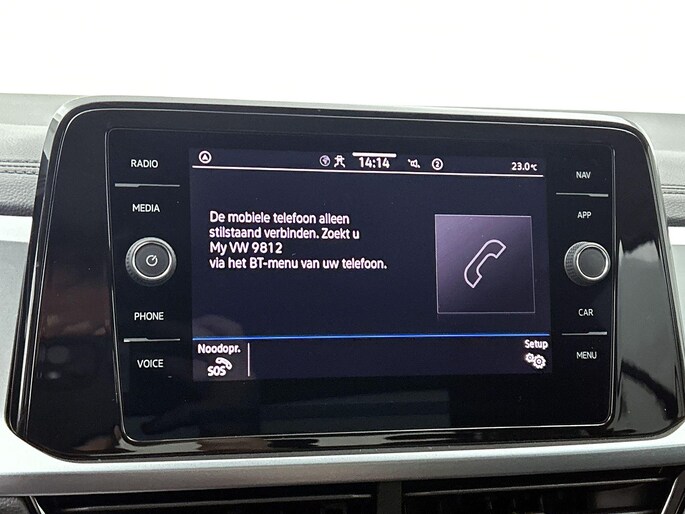 RADIO
MEDIA
PHONE
VOICE
14:14
2
23.0°C
De mobiele telefoon alleen
stilstaand verbinden. Zoekt u
My VW 9812
via het BT-menu van uw telefoon.
Noodopr.
SOS
Setup
NAV
APP
CAR
MENU